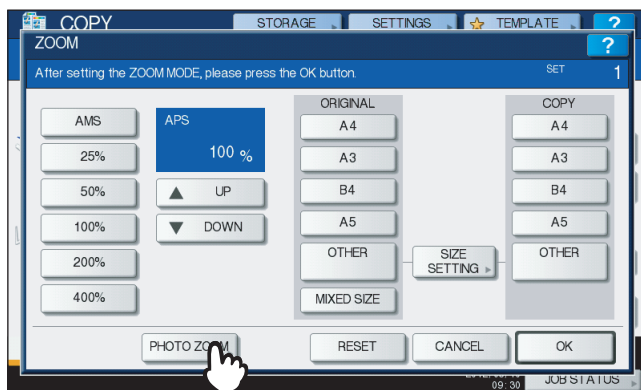 COPY
STORAGE
SETTINGS
TEMPLATE
?
ZOOM
?
After setting the ZOOM MODE, please press the OK button.
SET 1
AMS
25%
50%
100%
200%
400%
APS
100 %
UP
DOWN
ORIGINAL
A4
A3
B4
A5
OTHER
MIXED SIZE
SIZE
SETTING
COPY
A4
A3
B4
A5
OTHER
PHOTO ZOOM
RESET
CANCEL
OK
09:30
JOB STATUS